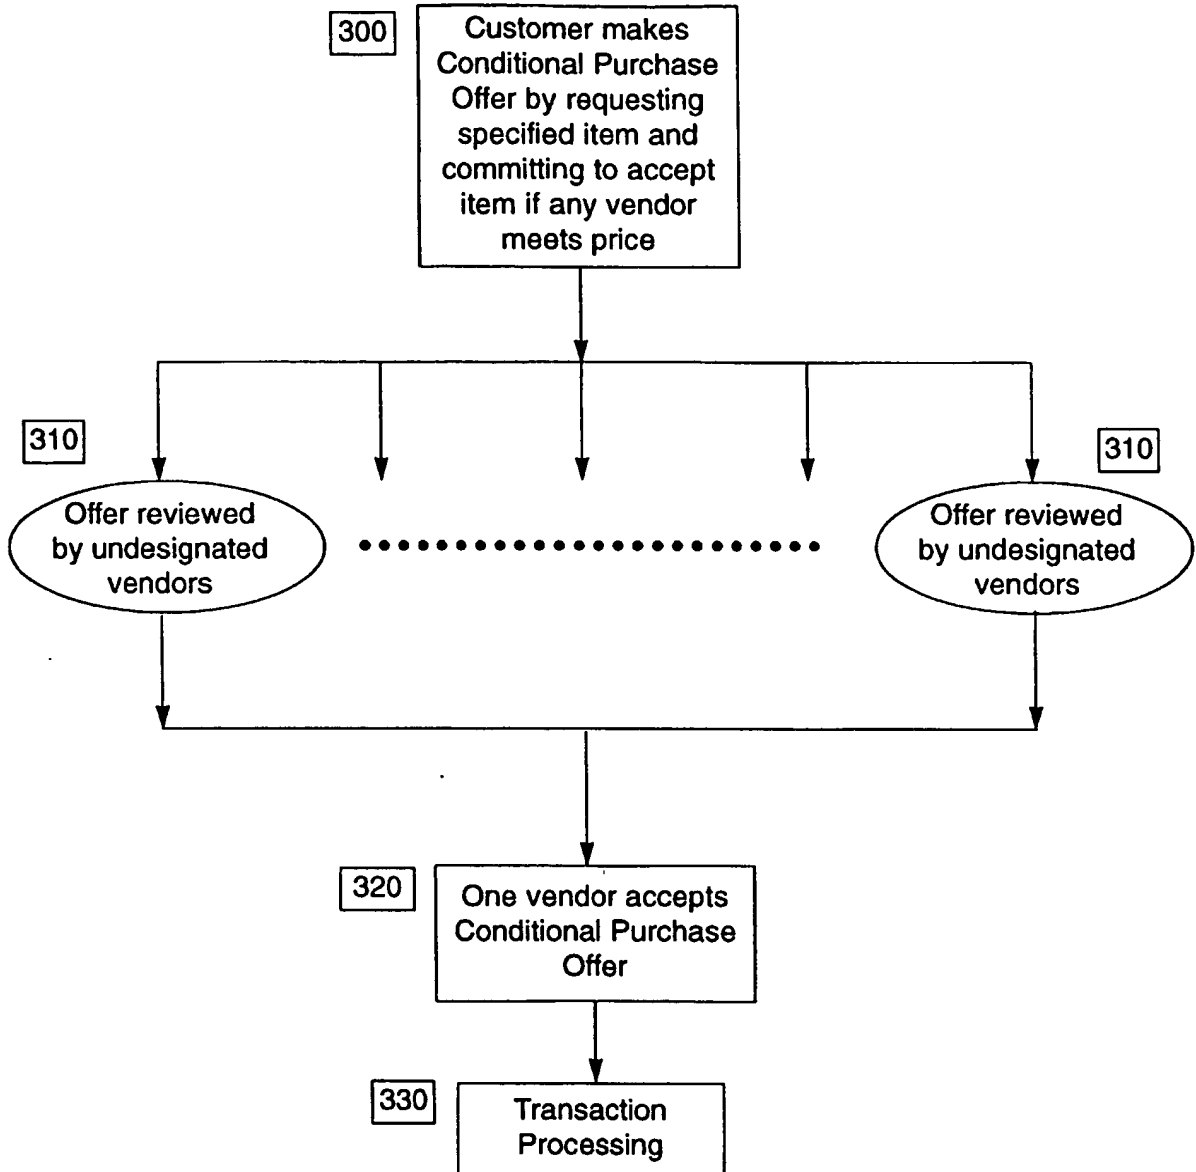 300
Customer makes
Conditional Purchase
Offer by requesting
specified item and
committing to accept
item if any vendor
meets price
310
310
Offer reviewed
by undesignated
vendors
Offer reviewed
by undesignated
vendors
320
One vendor accepts
Conditional Purchase
Offer
330
Transaction
Processing